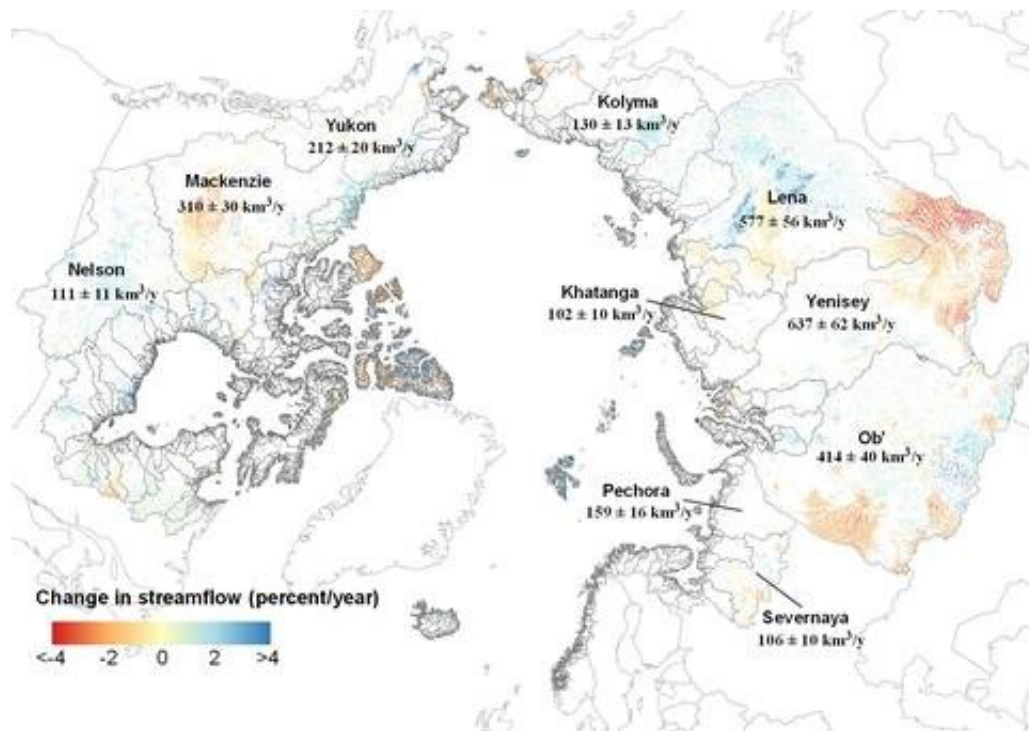 Kolyma
130 ± 13 km³/y
Yukon
212 ± 20 km³/y
Mackenzie
310 ± 30 km³/y
Lena
577 ± 56 km³/y
Nelson
111 ± 11 km³/y
Khatanga
102 ± 10 km³/y
Yenisey
637 ± 62 km³/y
Ob'
414 ± 40 km³/y
Pechora
159 ± 16 km³/y
Severnaya
106 ± 10 km³/y
Change in streamflow (percent/year)
<-4 -2 0 2 >4